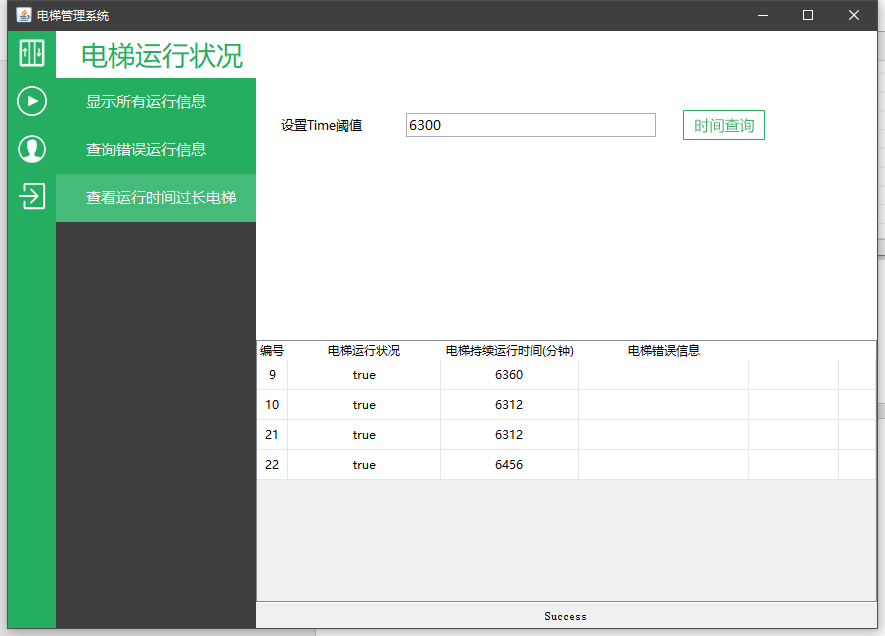 电梯管理系统
电梯运行状况
显示所有运行信息
查询错误运行信息
查看运行时间过长电梯
设置Time阈值 6300 时间查询
编号 电梯运行状况 电梯持续运行时间(分钟) 电梯错误信息
9 true 6360
10 true 6312
21 true 6312
22 true 6456
Success